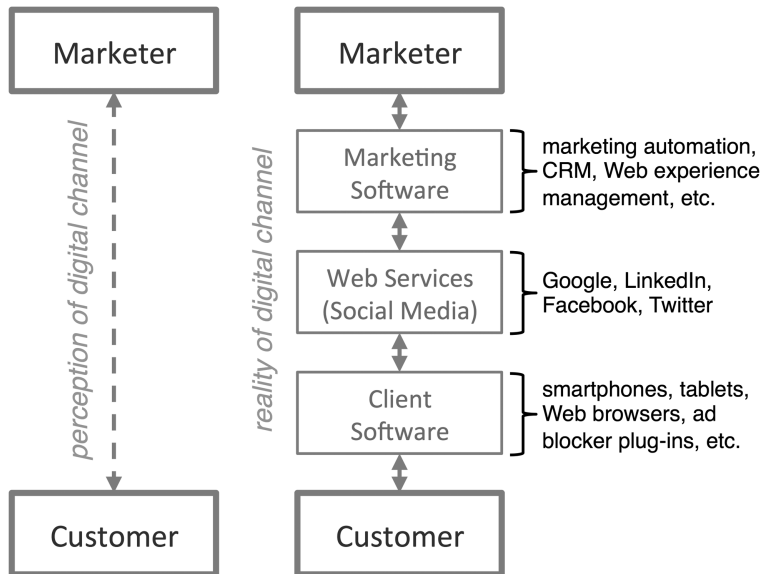 Marketer
perception of digital channel
Customer
Marketer
reality of digital channel
Marketing
Software
marketing automation,
CRM, Web experience
management, etc.
Web Services
(Social Media)
Google, LinkedIn,
Facebook, Twitter
Client
Software
smartphones, tablets,
Web browsers, ad
blocker plug-ins, etc.
Customer